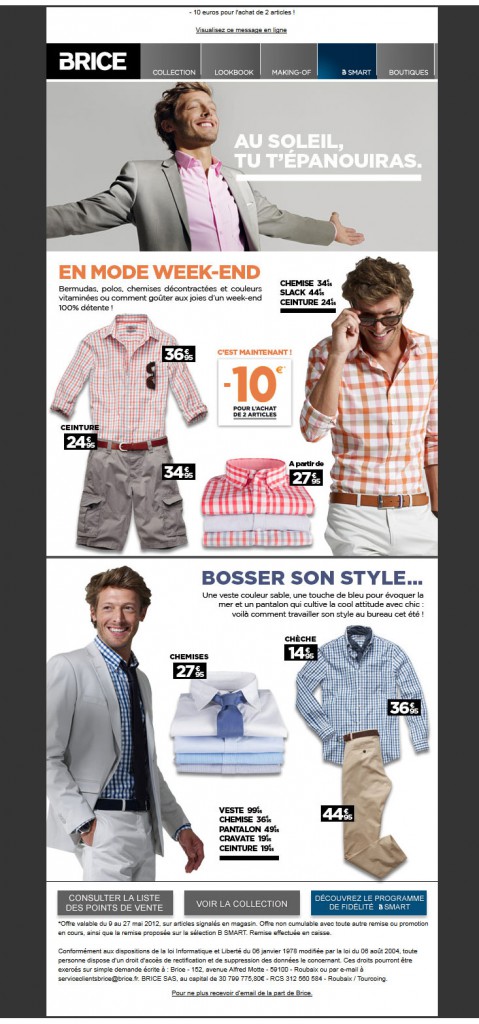 - 10 euros pour l'achat de 2 articles !
Visualisez ce message en ligne
BRICE
COLLECTION
LOOKBOOK
MAKING-OF
B SMART
BOUTIQUES
AU SOLEIL,
TU T'ÉPANOUIRAS.
EN MODE WEEK-END
Bermudas, polos, chemises décontractées et couleurs
vitaminées ou comment goûter aux joies d'un week-end
100% détente !
CHEMISE 34€95
SLACK 44€95
CEINTURE 24€95
36€95
C'EST MAINTENANT !
-10€*
POUR L'ACHAT
DE 2 ARTICLES
CEINTURE
24€95
34€95
A partir de
27€95
BOSSER SON STYLE...
Une veste couleur sable, une touche de bleu pour évoquer la
mer et un pantalon qui cultive la cool attitude avec chic :
voilà comment travailler son style au bureau cet été !
CHEMISES
27€95
CHÈCHE
14€95
36€95
VESTE 99€95
CHEMISE 36€95
PANTALON 49€95
CRAVATE 19€95
CEINTURE 19€95
44€95
CONSULTER LA LISTE
DES POINTS DE VENTE
VOIR LA COLLECTION
DÉCOUVREZ LE PROGRAMME
DE FIDÉLITÉ B SMART
*Offre valable du 9 au 27 mai 2012, sur articles signalés en magasin. Offre non cumulable avec toute autre remise ou promotion
en cours, ainsi que la remise proposée sur la sélection B SMART. Remise effectuée en caisse.
Conformément aux dispositions de la loi Informatique et Liberté du 06 janvier 1978 modifiée par la loi du 06 août 2004, toute
personne dispose d'un droit d'accès de rectification et de suppression des données le concernant. Ces droits pourront être
exercés sur simple demande écrite à : Brice - 152, avenue Alfred Motte - 59100 - Roubaix ou par e-mail à
serviceclientsbrice@brice.fr. BRICE SAS, au capital de 30 799 775,80€ - RCS 312 560 584 - Roubaix / Tourcoing.
Pour ne plus recevoir d'email de la part de Brice.